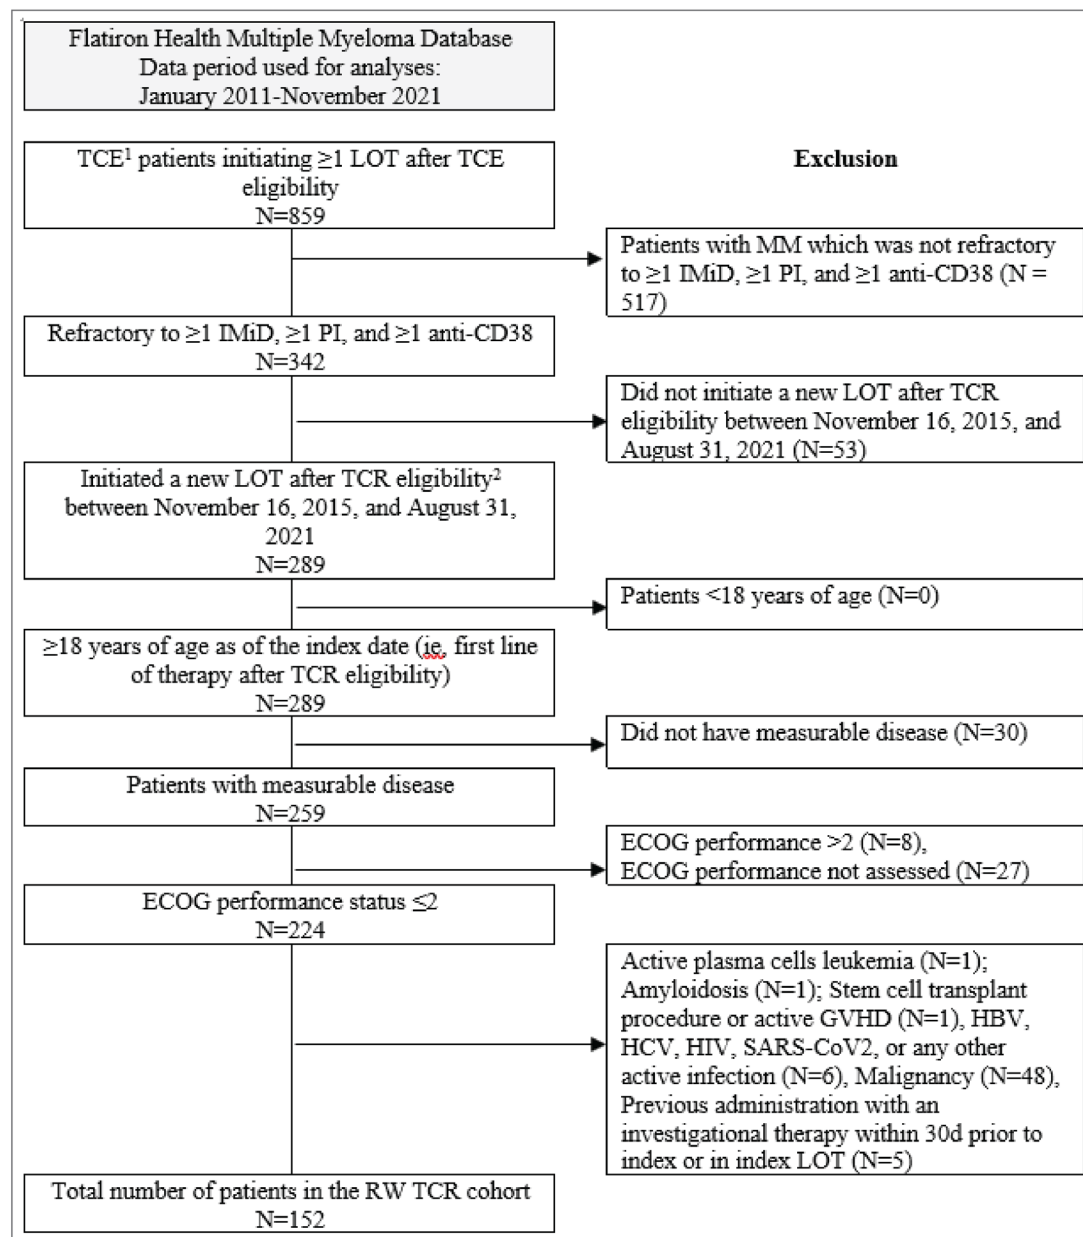 Flatiron Health Multiple Myeloma Database
Data period used for analyses:
January 2011-November 2021
TCE¹ patients initiating ≥1 LOT after TCE
eligibility
N=859
Exclusion
Patients with MM which was not refractory
to ≥1 IMiD, ≥1 PI, and ≥1 anti-CD38 (N =
517)
Refractory to ≥1 IMiD, ≥1 PI, and ≥1 anti-CD38
N=342
Did not initiate a new LOT after TCR
eligibility between November 16, 2015, and
August 31, 2021 (N=53)
Initiated a new LOT after TCR eligibility²
between November 16, 2015, and August 31,
2021
N=289
Patients <18 years of age (N=0)
≥18 years of age as of the index date (ie, first line
of therapy after TCR eligibility)
N=289
Did not have measurable disease (N=30)
Patients with measurable disease
N=259
ECOG performance >2 (N=8),
ECOG performance not assessed (N=27)
ECOG performance status ≤2
N=224
Active plasma cells leukemia (N=1);
Amyloidosis (N=1); Stem cell transplant
procedure or active GVHD (N=1), HBV,
HCV, HIV, SARS-CoV2, or any other
active infection (N=6), Malignancy (N=48),
Previous administration with an
investigational therapy within 30d prior to
index or in index LOT (N=5)
Total number of patients in the RW TCR cohort
N=152